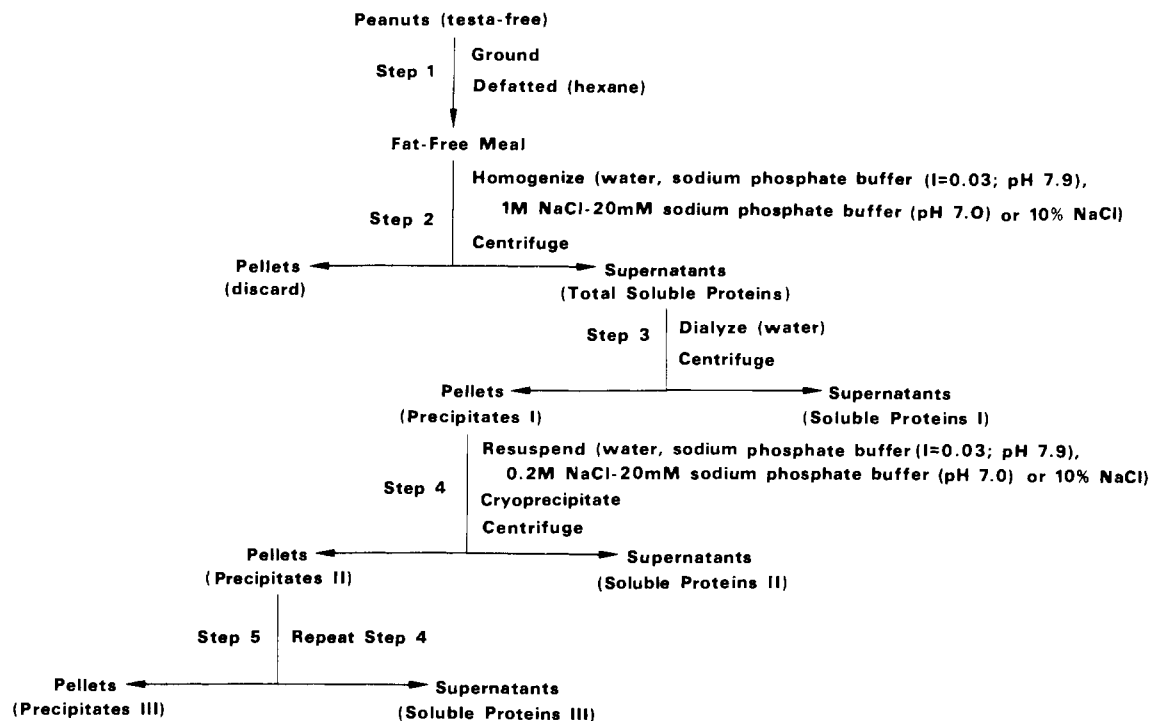 Peanuts (testa-free)
Step 1
Ground
Defatted (hexane)
Fat-Free Meal
Step 2
Homogenize (water, sodium phosphate buffer (I=0.03; pH 7.9),
1M NaCl-20mM sodium phosphate buffer (pH 7.0) or 10% NaCl)
Centrifuge
Pellets
(discard)
Supernatants
(Total Soluble Proteins)
Step 3
Dialyze (water)
Centrifuge
Pellets
(Precipitates I)
Supernatants
(Soluble Proteins I)
Step 4
Resuspend (water, sodium phosphate buffer (I=0.03; pH 7.9),
0.2M NaCl-20mM sodium phosphate buffer (pH 7.0) or 10% NaCl)
Cryoprecipitate
Centrifuge
Pellets
(Precipitates II)
Supernatants
(Soluble Proteins II)
Step 5
Repeat Step 4
Pellets
(Precipitates III)
Supernatants
(Soluble Proteins III)